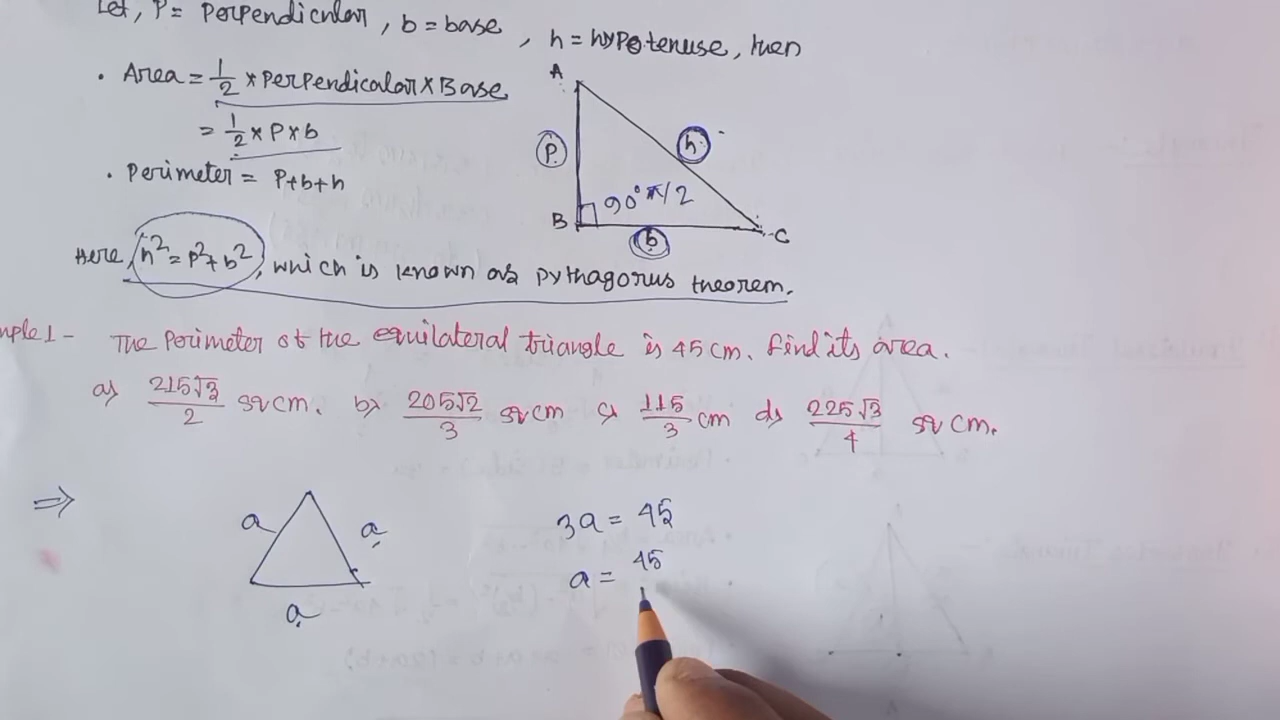 Let, P = Perpendicular, b = base, h = hypotenuse, then
• Area = 1/2 × Perpendicular × Base
= 1/2 × P × b
• Perimeter = P+b+h
A
P
h
90° π/2
B
b
C
Here, h² = p² + b², which is known as pythagorus theorem.
mple 1 - The Perimeter of the equilateral triangle is 45 cm. Find its area.
a) 215√3/2 sq cm. b) 205√2/3 sq cm c) 115/3 cm d) 225√3/4 sq cm.
⇒
a
a
a
3a = 45
a = 45